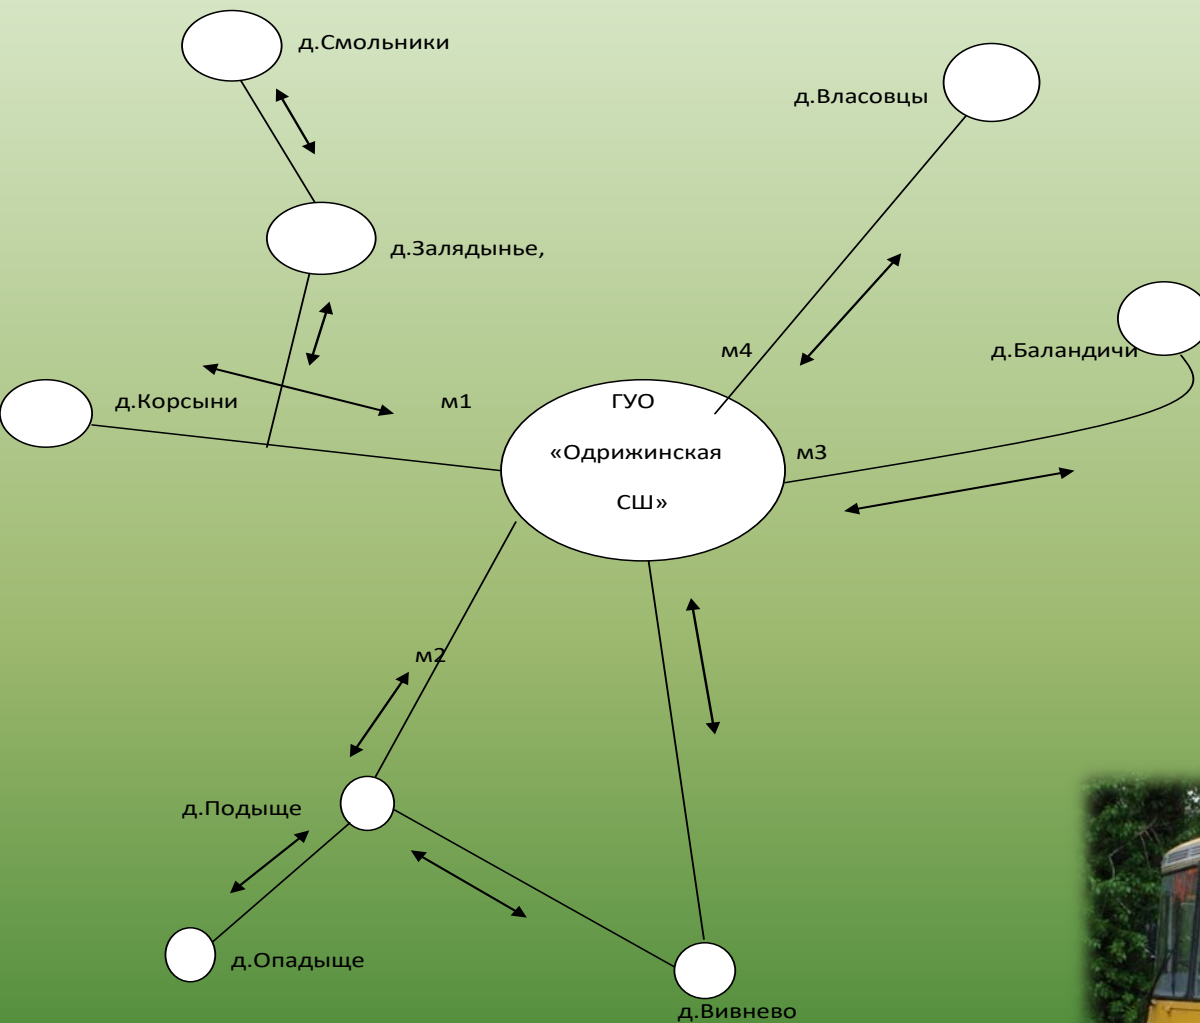 д.Смольники
д.Власовцы
д.Залядынье,
д.Баландичи
м4
д.Корсыни
м1
ГУО
«Одрижинская
СШ»
м3
м2
д.Подыще
д.Опадыще
д.Вивнево